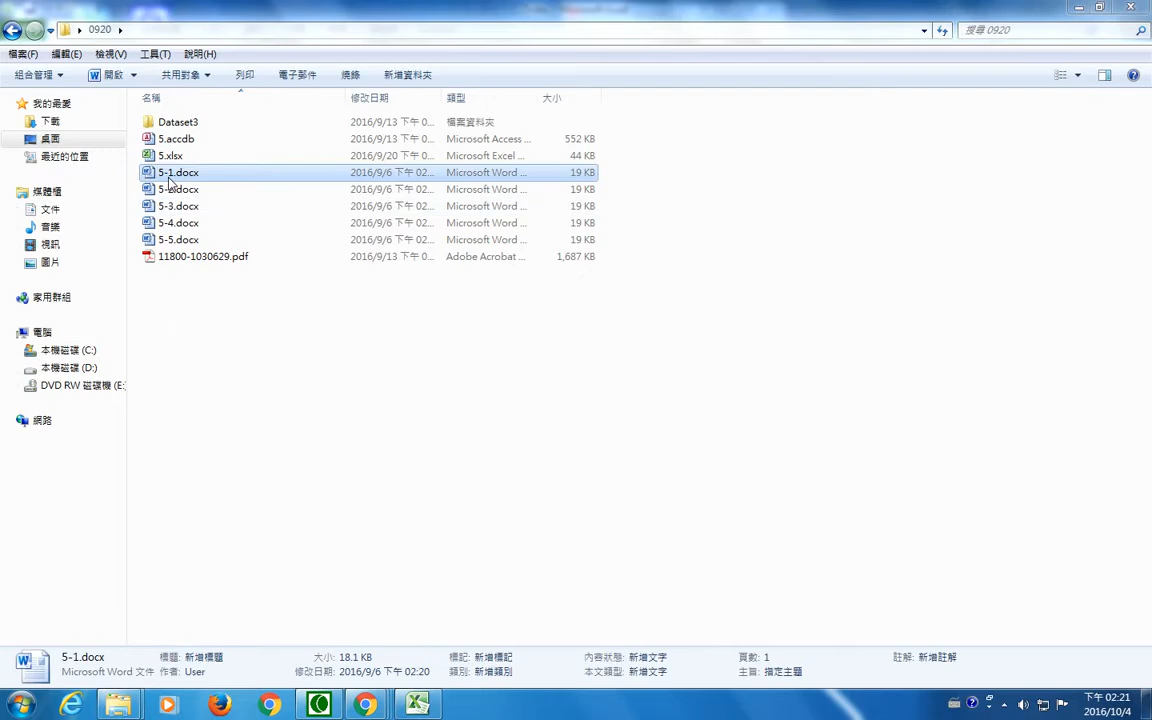 0920
搜尋 0920
檔案(F) 編輯(E) 檢視(V) 工具(T) 說明(H)
組合管理 開啟 共用對象 列印 電子郵件 燒錄 新增資料夾
名稱 修改日期 類型 大小
我的最愛
下載
桌面
最近的位置
媒體櫃
文件
音樂
視訊
圖片
家用群組
電腦
本機磁碟 (C:)
本機磁碟 (D:)
DVD RW 磁碟機 (E:
網路
Dataset3 2016/9/13 下午 0... 檔案資料夾
5.accdb 2016/9/13 下午 0... Microsoft Access ... 552 KB
5.xlsx 2016/9/20 下午 0... Microsoft Excel ... 44 KB
5-1.docx 2016/9/6 下午 02... Microsoft Word ... 19 KB
5-2.docx 2016/9/6 下午 02... Microsoft Word ... 19 KB
5-3.docx 2016/9/6 下午 02... Microsoft Word ... 19 KB
5-4.docx 2016/9/6 下午 02... Microsoft Word ... 19 KB
5-5.docx 2016/9/6 下午 02... Microsoft Word ... 19 KB
11800-1030629.pdf 2016/9/13 下午 0... Adobe Acrobat ... 1,687 KB
5-1.docx 標題: 新增標題 大小: 18.1 KB 標記: 新增標記 內容狀態: 新增文字 頁數: 1 註解: 新增註解
Microsoft Word 文件 作者: User 修改日期: 2016/9/6 下午 02:20 類別: 新增類別 本文類型: 新增文字 主旨: 指定主題
下午 02:21
2016/10/4